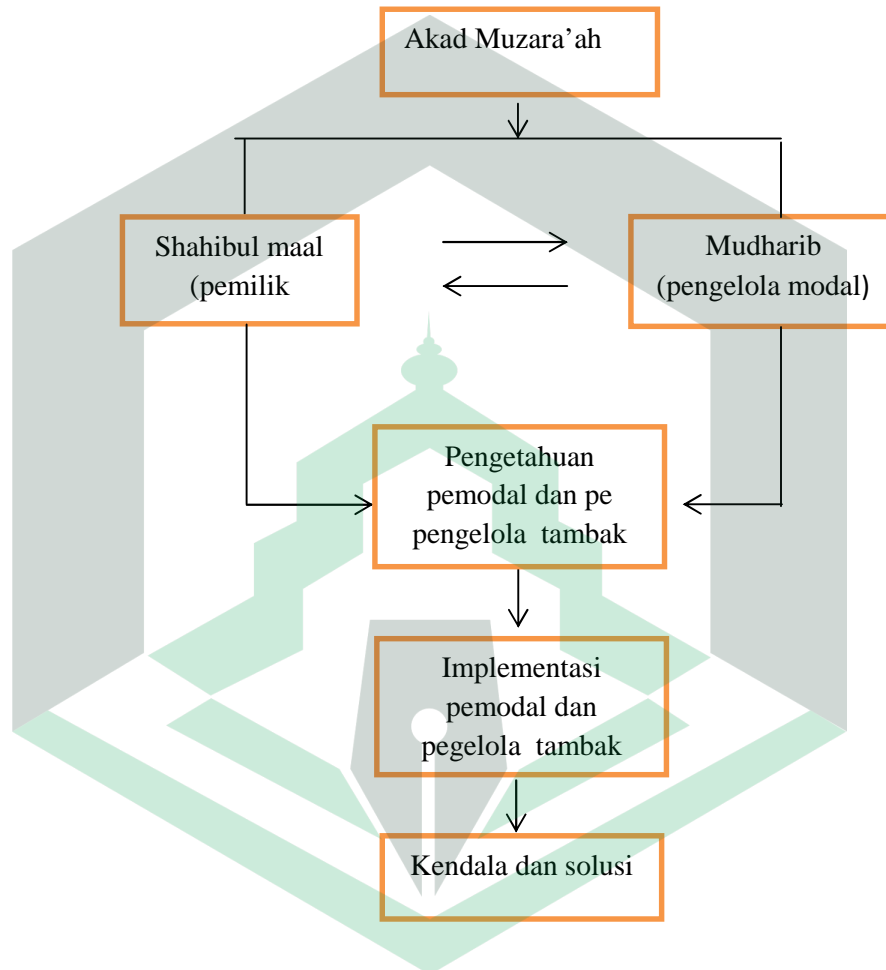 Akad Muzara’ah
Shahibul maal
(pemilik
Mudharib
(pengelola modal)
Pengetahuan
pemodal dan pe
pengelola tambak
Implementasi
pemodal dan
pegelola tambak
Kendala dan solusi